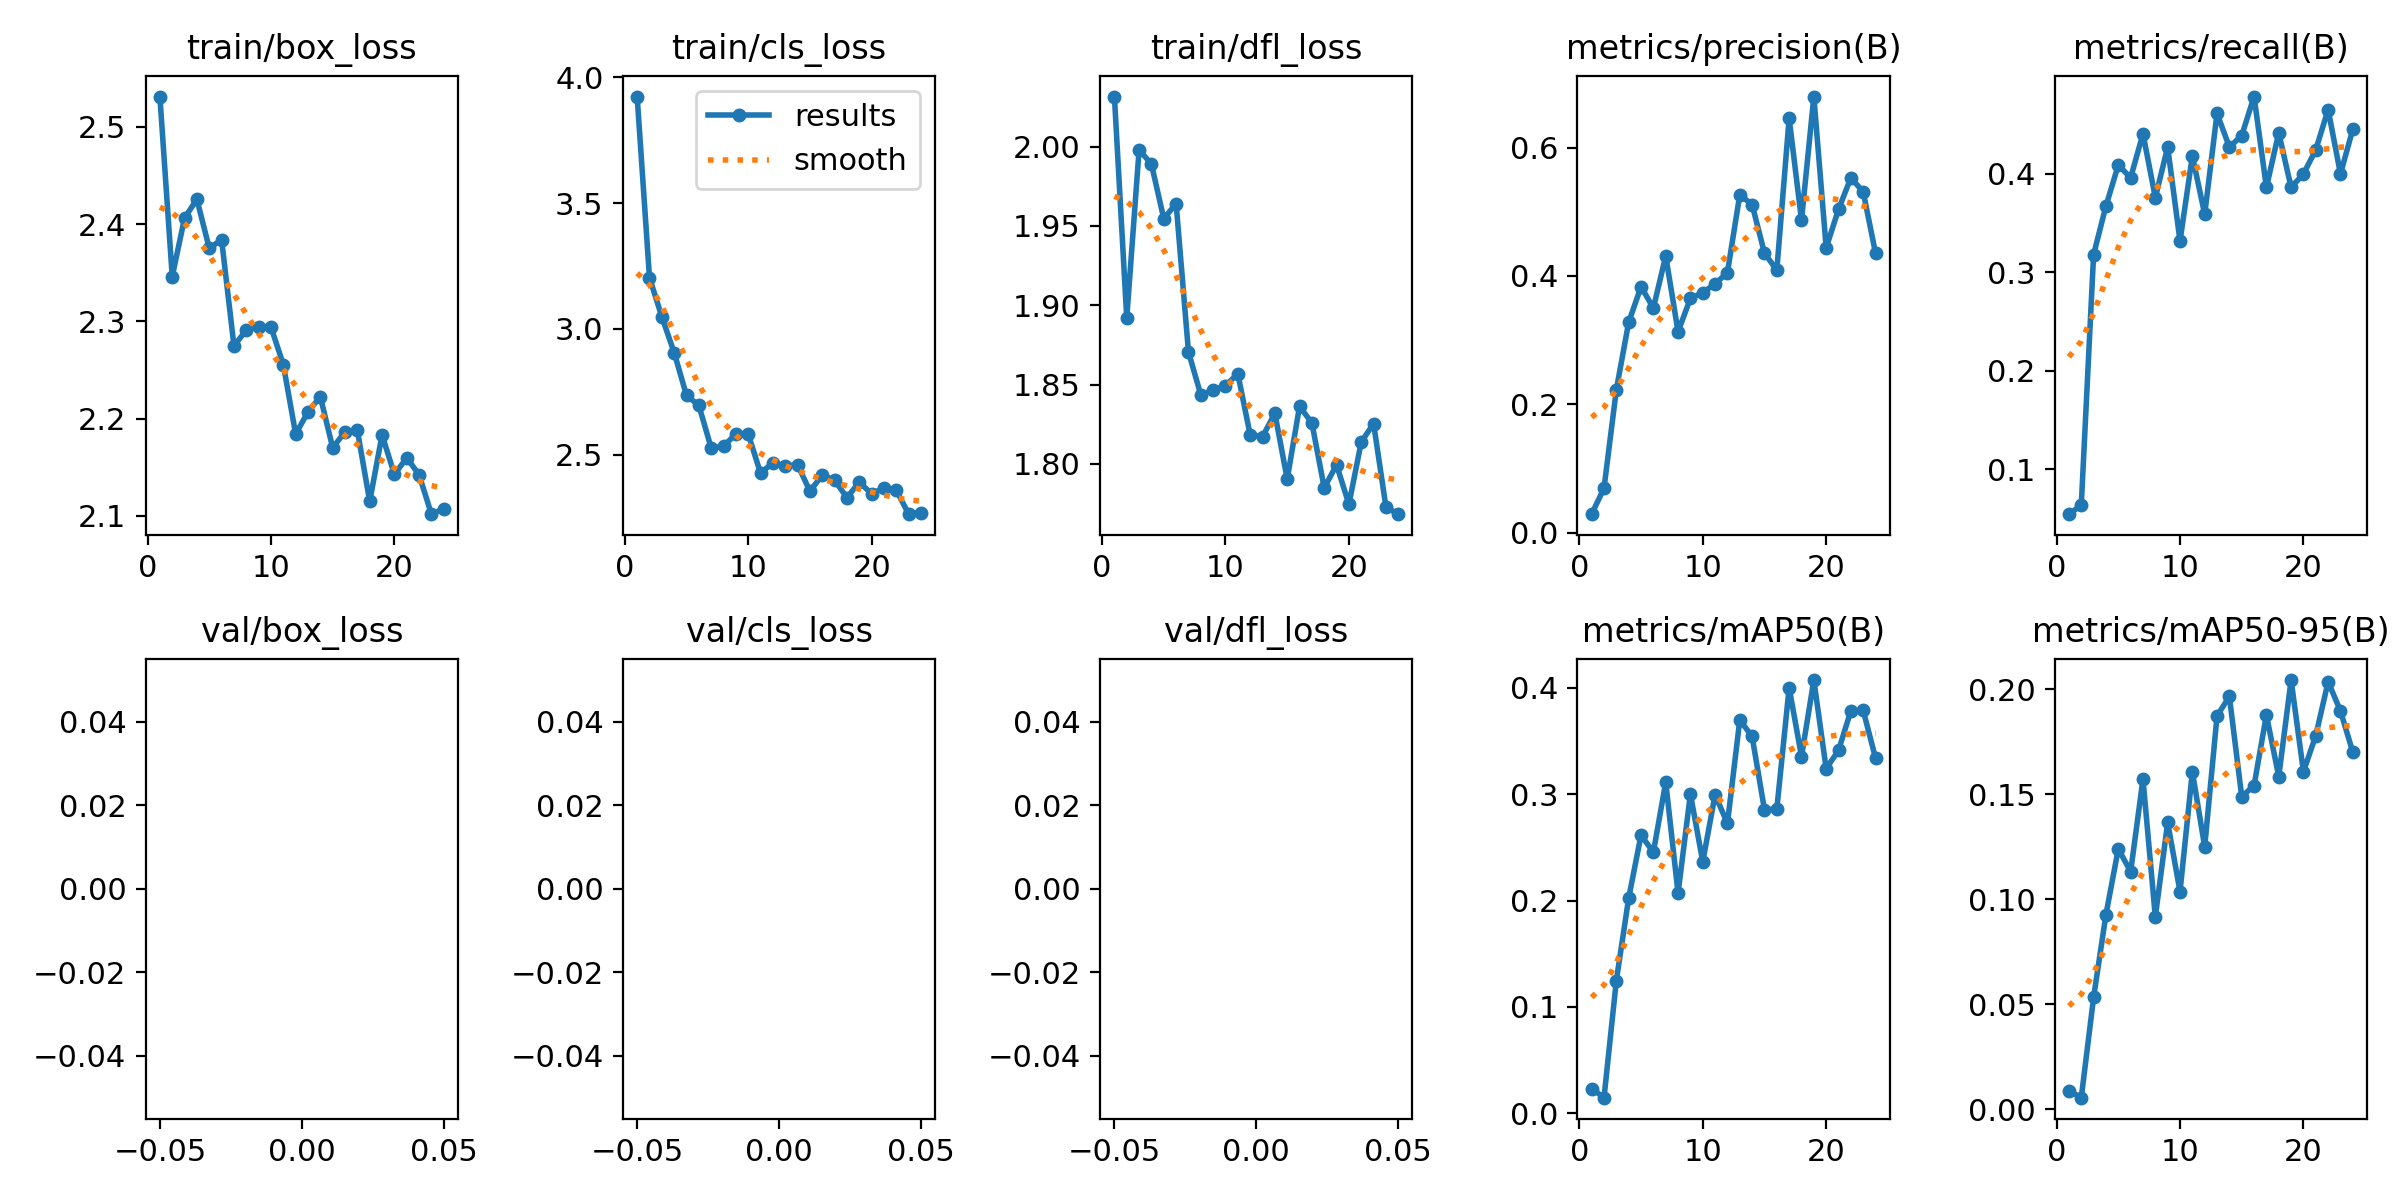 train/box_loss
train/cls_loss
train/dfl_loss
metrics/precision(B)
metrics/recall(B)
2.5
2.4
2.3
2.2
2.1
0 10 20
4.0
3.5
3.0
2.5
results
smooth
0 10 20
2.00
1.95
1.90
1.85
1.80
0 10 20
0.6
0.4
0.2
0.0
0 10 20
0.4
0.3
0.2
0.1
0 10 20
val/box_loss
val/cls_loss
val/dfl_loss
metrics/mAP50(B)
metrics/mAP50-95(B)
0.04
0.02
0.00
−0.02
−0.04
−0.05 0.00 0.05
0.04
0.02
0.00
−0.02
−0.04
−0.05 0.00 0.05
0.04
0.02
0.00
−0.02
−0.04
−0.05 0.00 0.05
0.4
0.3
0.2
0.1
0.0
0 10 20
0.20
0.15
0.10
0.05
0.00
0 10 20